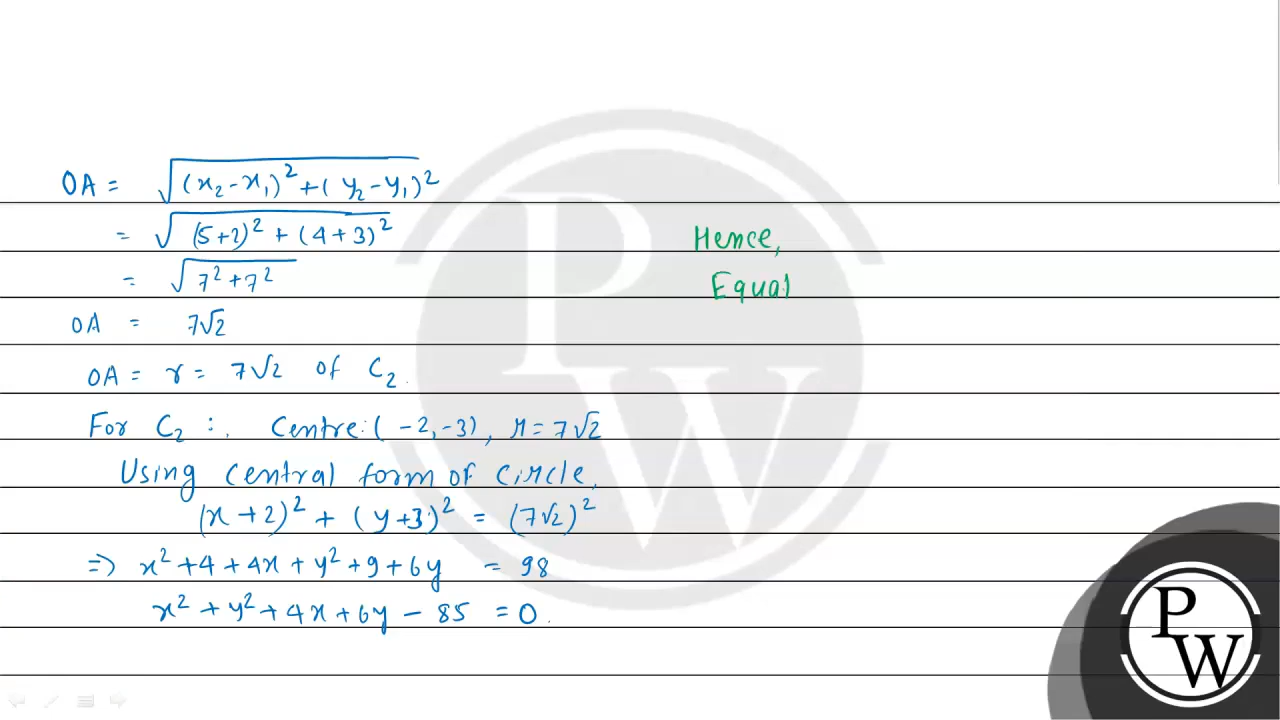 OA = √(x₂-x₁)² + (y₂-y₁)²
= √(5+2)² + (4+3)²
= √7²+7²
OA = 7√2
OA = r = 7√2 of C₂.
For C₂ :. Centre: (-2,-3), r = 7√2
Using central form of circle,
(x+2)² + (y+3)² = (7√2)²
=> x²+4+4x+y²+9+6y = 98
x²+y²+4x+6y-85 = 0.
Hence,
Equal
PW
PW